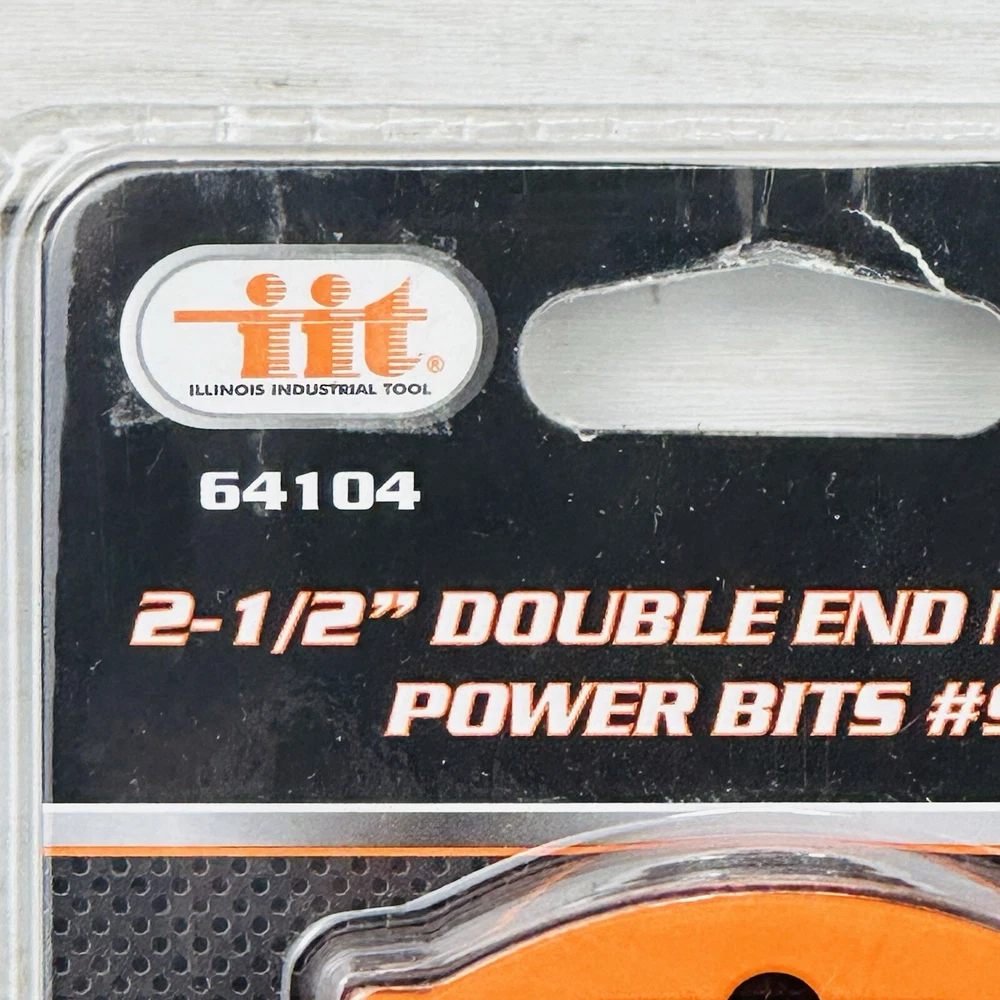 iit®
ILLINOIS INDUSTRIAL TOOL
64104
2-1/2” DOUBLE END
POWER BITS